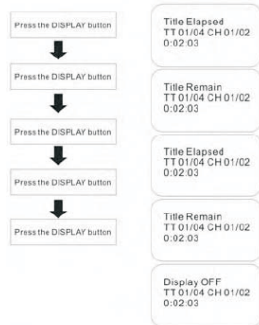 Press the DISPLAY button
Title Elapsed
TT 01/04 CH 01/02
0:02:03
Press the DISPLAY button
Title Remain
TT 01/04 CH 01/02
0:02:03
Press the DISPLAY button
Title Elapsed
TT 01/04 CH 01/02
0:02:03
Press the DISPLAY button
Title Remain
TT 01/04 CH 01/02
0:02:03
Press the DISPLAY button
Display OFF
TT 01/04 CH 01/02
0:02:03